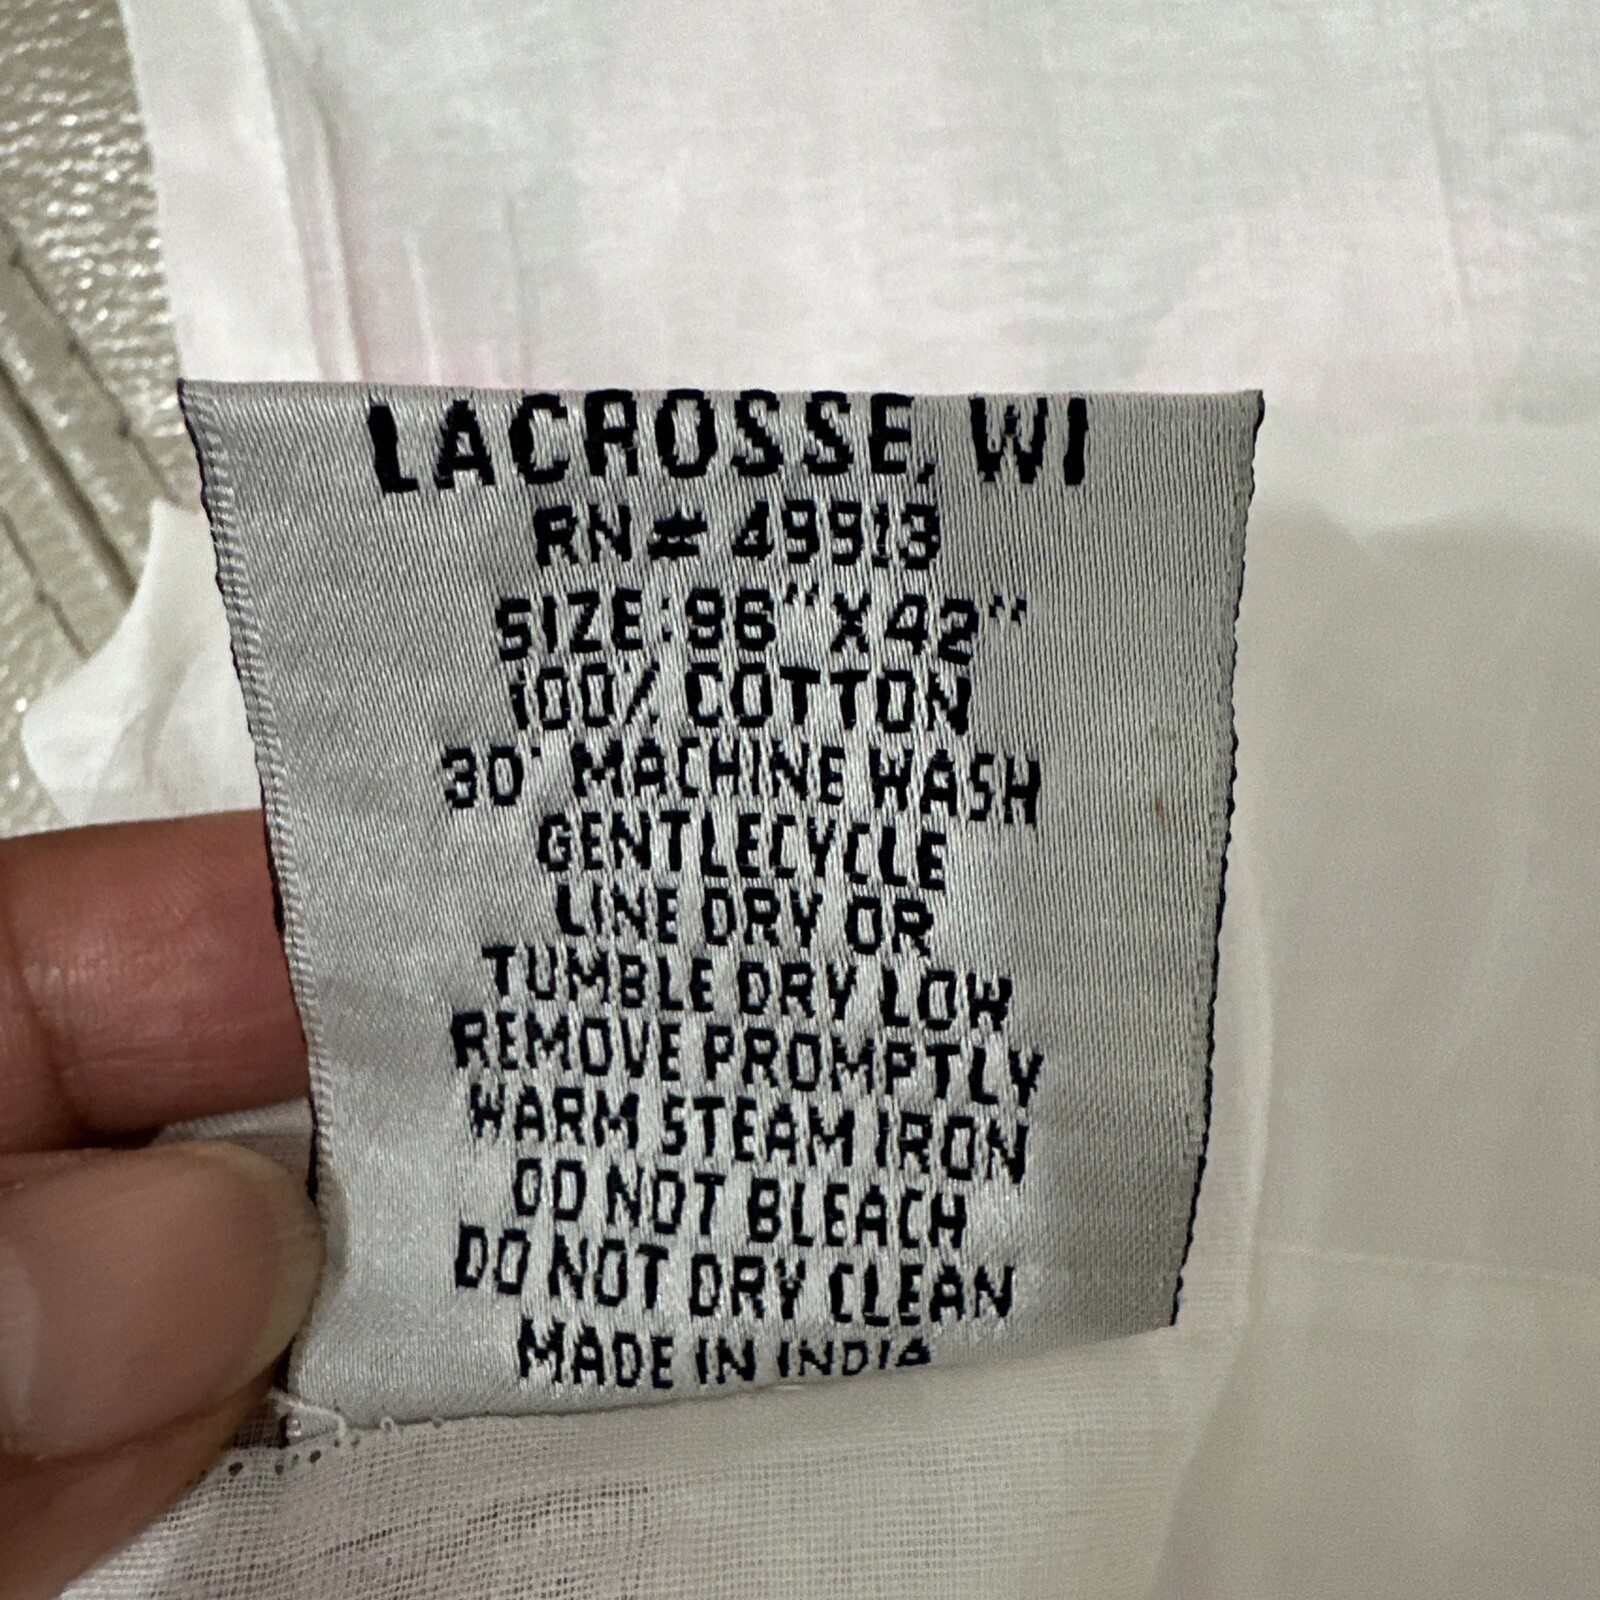 LACROSSE, WI
RN# 49913
SIZE:96" X 42"
100% COTTON
30° MACHINE WASH
GENTLECYCLE
LINE DRY OR
TUMBLE DRY LOW
REMOVE PROMPTLY
WARM STEAM IRON
DO NOT BLEACH
DO NOT DRY CLEAN
MADE IN INDIA